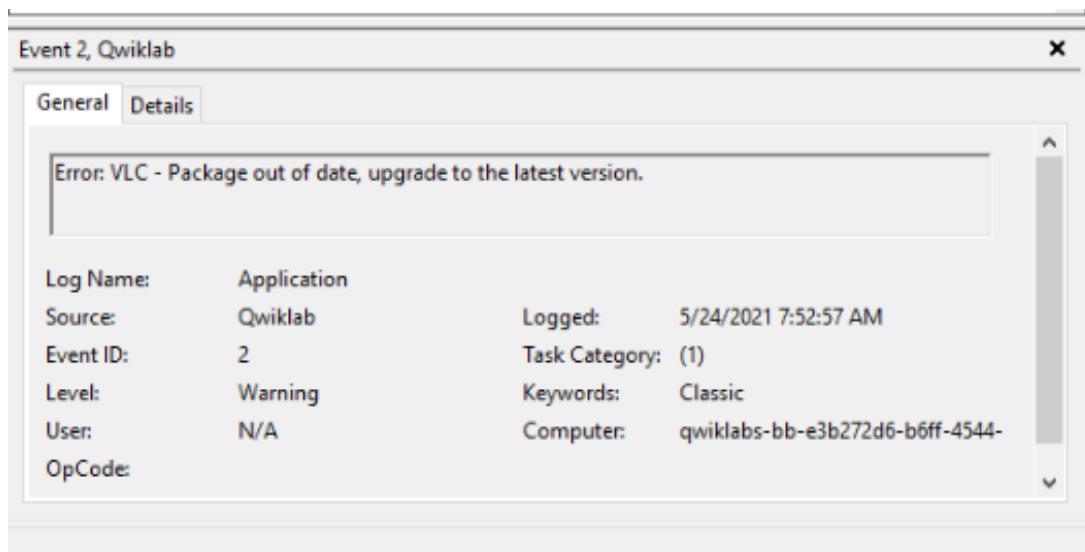 Event 2, Qwiklab
General Details
Error: VLC - Package out of date, upgrade to the latest version.
Log Name: Application
Source: Qwiklab Logged: 5/24/2021 7:52:57 AM
Event ID: 2 Task Category: (1)
Level: Warning Keywords: Classic
User: N/A Computer: qwiklabs-bb-e3b272d6-b6ff-4544-
OpCode: